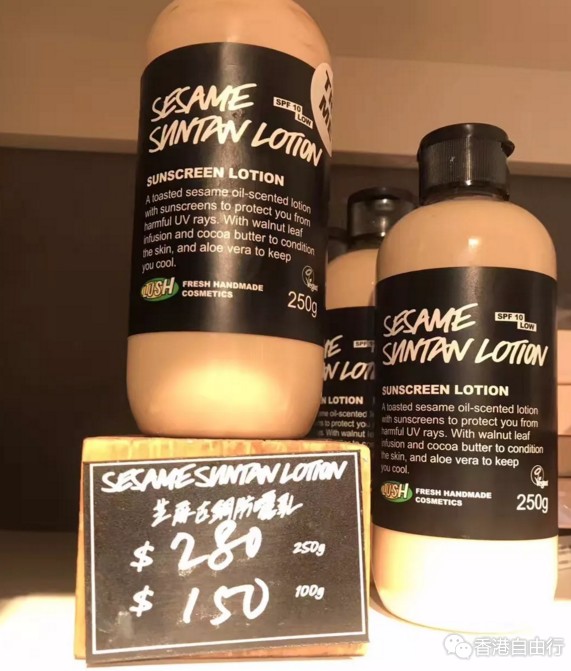 SESAME
SUNTAN LOTION
SPF 10
LOW
SUNSCREEN LOTION
A toasted sesame oil-scented lotion
with sunscreens to protect you from
harmful UV rays. With walnut leaf
infusion and cocoa butter to condition
the skin, and aloe vera to keep
you cool.
LUSH
FRESH HANDMADE
COSMETICS
Vegan
250g
SESAME
SUNTAN LOTION
SPF 10
LOW
SUNSCREEN LOTION
A toasted sesame oil-scented lotion
with sunscreens to protect you from
harmful UV rays. With walnut leaf
infusion and cocoa butter to condition
the skin, and aloe vera to keep
you cool.
LUSH
FRESH HANDMADE
COSMETICS
Vegan
250g
SESAME SUNTAN LOTION
芝麻古銅防曬乳
$ 280 250g
$ 150 100g
香港自由行